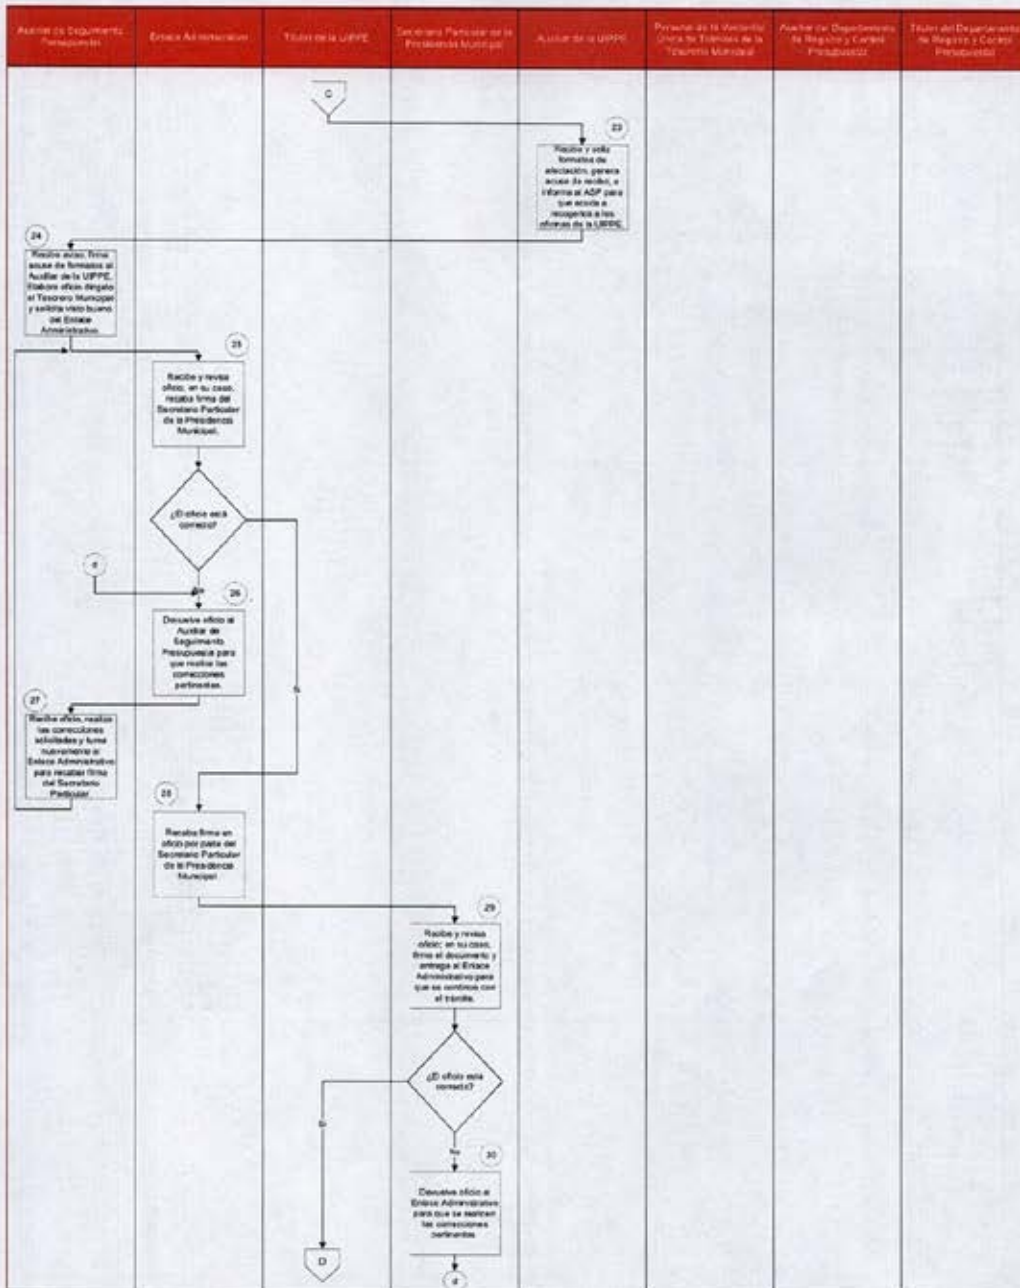 Auxiliar de Seguimiento
Presupuestal
Enlace Administrativo
Titular de la UIPPE
Secretario Particular de la
Presidencia Municipal
Auxiliar de la UIPPE
Personal de la Ventanilla
Única de Trámites de la
Tesorería Municipal
Auxiliar de Departamento
de Registro y Control
Presupuestal
Titular del Departamento
de Registro y Control
Presupuestal
C
23
Recibe y sella
formatos de
afectación, genera
acuse de recibo, e
informa al ASP para
que acuda a
recogerlos a las
oficinas de la UIPPE.
24
Recibe aviso, firma
acuse de formatos al
Auxiliar de la UIPPE.
Elabora oficio dirigido
al Tesorero Municipal
y solicita visto bueno
del Enlace
Administrativo.
25
Recibe y revisa
oficio; en su caso,
recaba firma del
Secretario Particular
de la Presidencia
Municipal.
¿El oficio está
correcto?
d
No
26
Devuelve oficio al
Auxiliar de
Seguimiento
Presupuestal para
que realice las
correcciones
pertinentes.
Si
27
Recibe oficio, realiza
las correcciones
solicitadas y turna
nuevamente al
Enlace Administrativo
para recabar firma
del Secretario
Particular.
28
Recaba firma en
oficio por parte del
Secretario Particular
de la Presidencia
Municipal.
29
Recibe y revisa
oficio; en su caso,
firma el documento y
entrega al Enlace
Administrativo para
que se continúe con
el trámite.
¿El oficio está
correcto?
Si
No
30
Devuelve oficio al
Enlace Administrativo
para que se realicen
las correcciones
pertinentes.
D
d